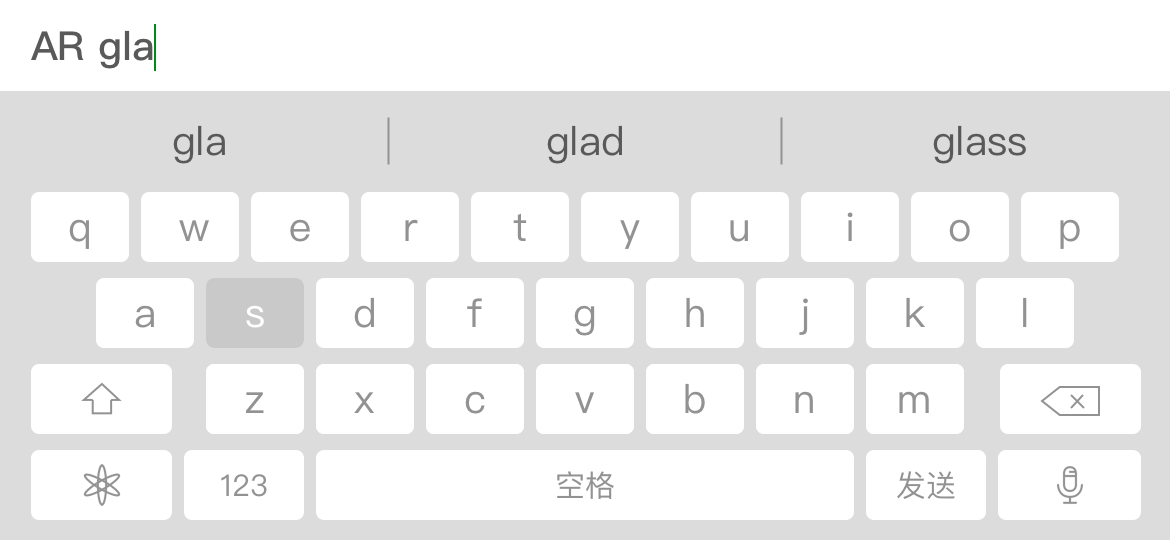 AR gla
gla glad glass
q w e r t y u i o p
a s d f g h j k l
z x c v b n m
123 空格 发送